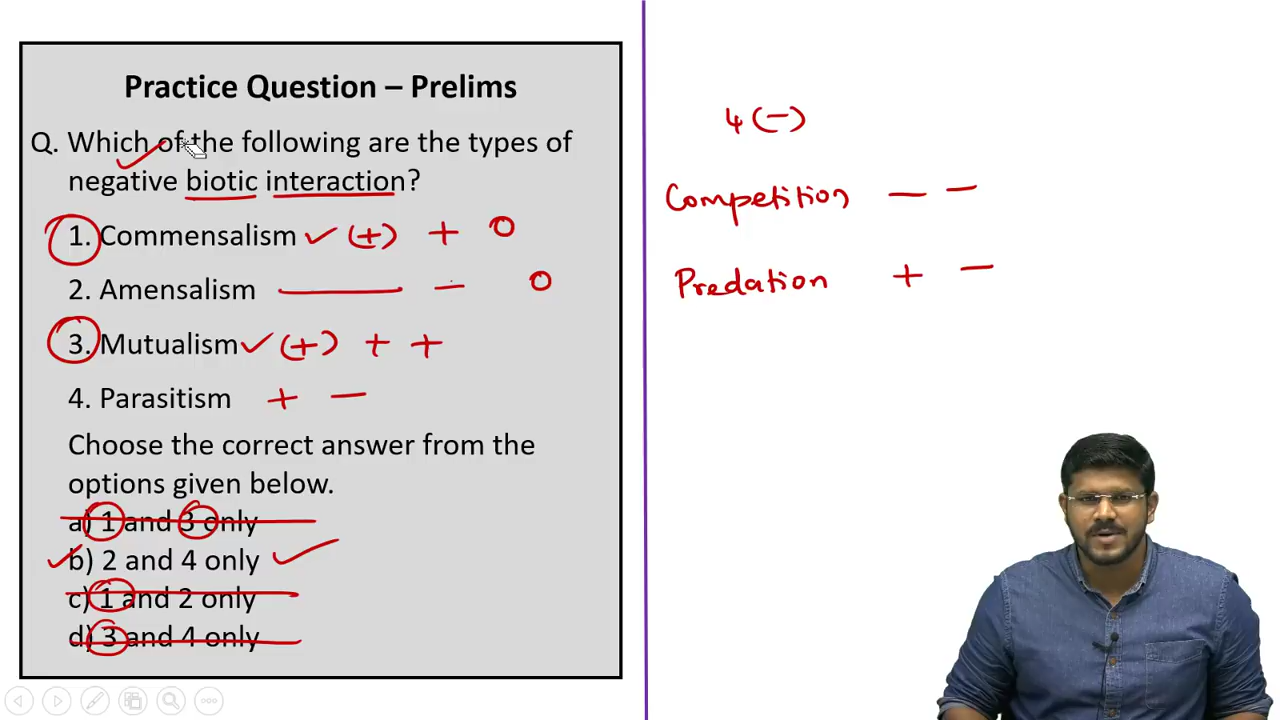 Practice Question – Prelims
Q. Which of the following are the types of
negative biotic interaction?
1. Commensalism (+) + 0
2. Amensalism — 0
3. Mutualism (+) + +
4. Parasitism + —
Choose the correct answer from the
options given below.
a) 1 and 3 only
b) 2 and 4 only
c) 1 and 2 only
d) 3 and 4 only
4 (—)
Competition — —
Predation + —